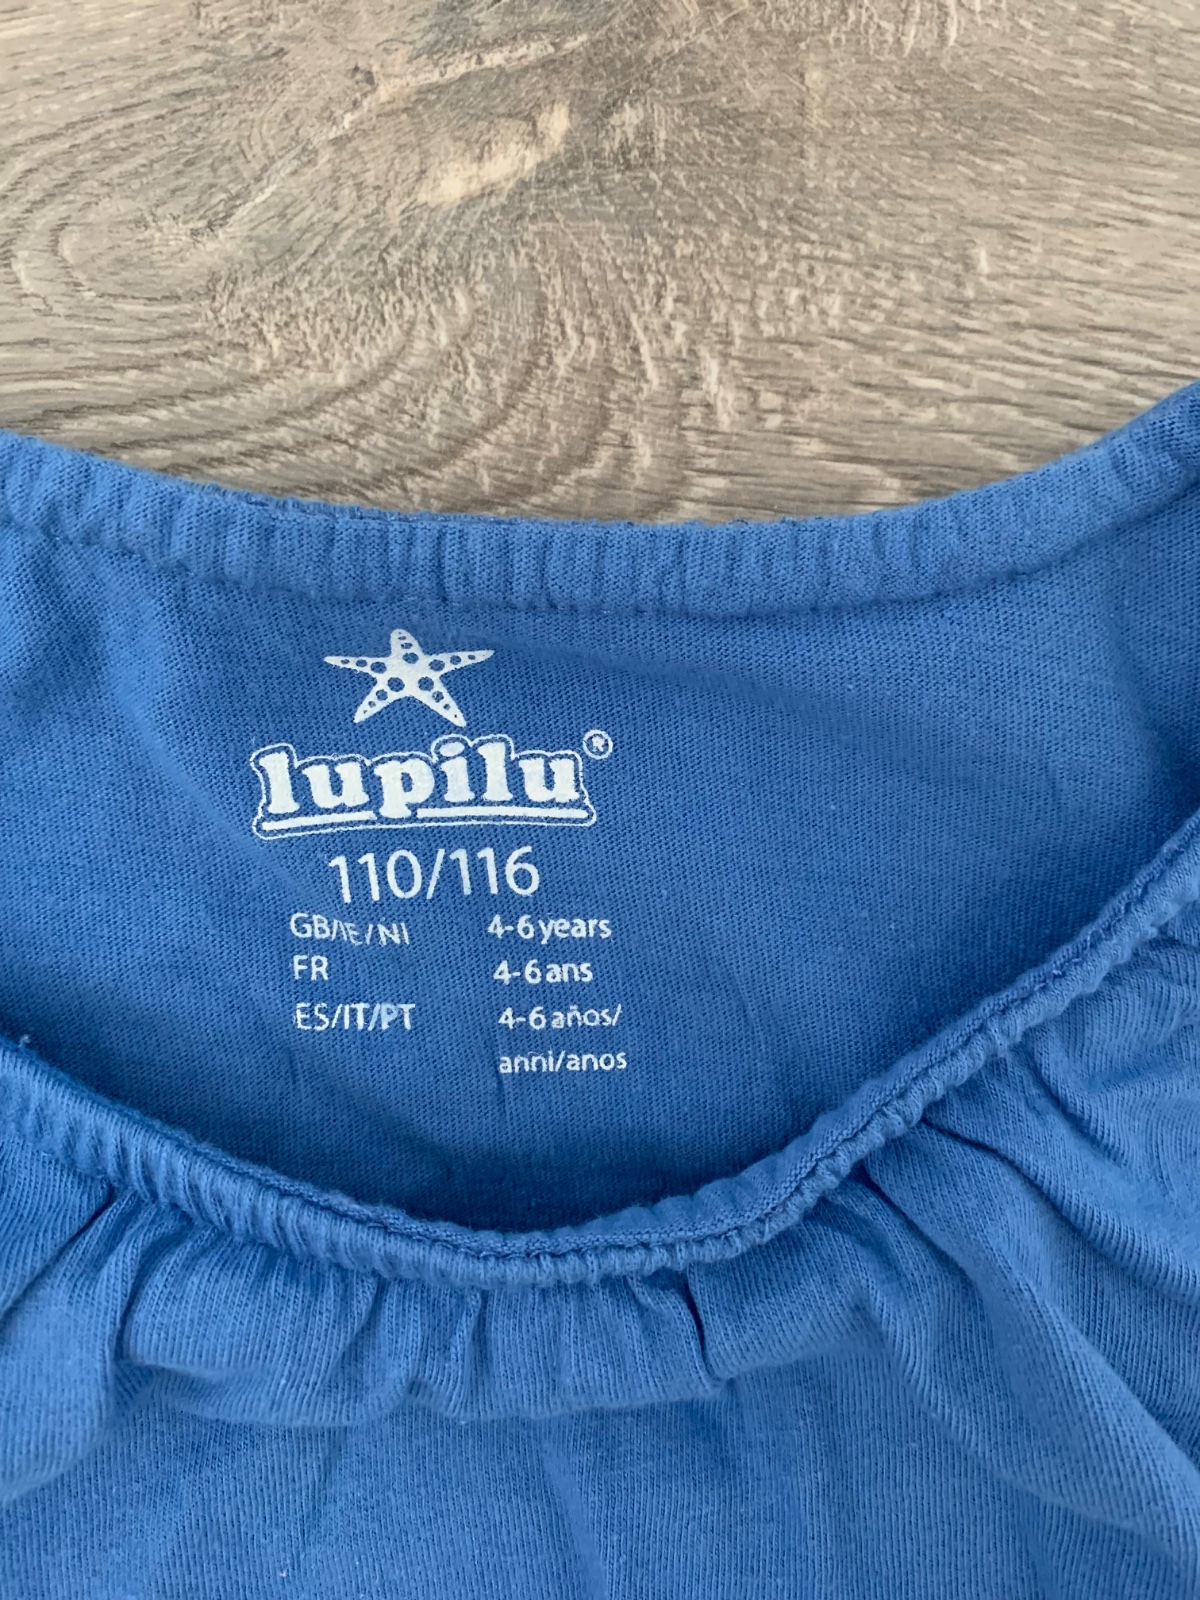 lupilu®
110/116
GB/IE/NI 4-6 years
FR 4-6 ans
ES/IT/PT 4-6 años/
anni/anos